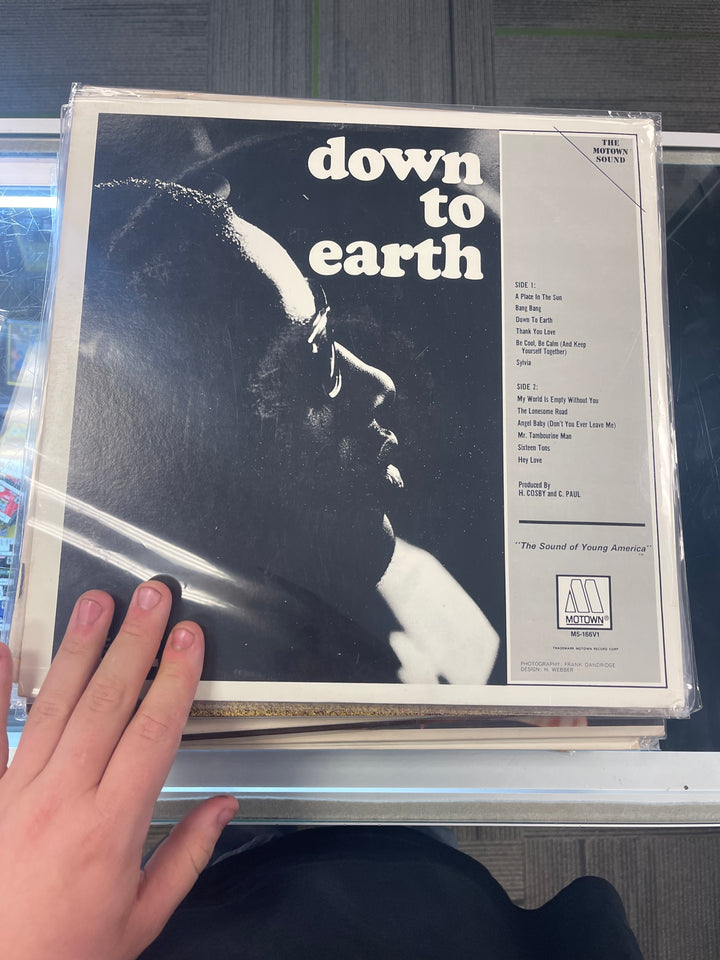 down
to
earth
THE
MOTOWN
SOUND
SIDE 1:
A Place In The Sun
Bang Bang
Down To Earth
Thank You Love
Be Cool, Be Calm (And Keep
Yourself Together)
Sylvia
SIDE 2:
My World Is Empty Without You
The Lonesome Road
Angel Baby (Don't You Ever Leave Me)
Mr. Tambourine Man
Sixteen Tons
Hey Love
Produced By
H. COSBY and C. PAUL
"The Sound of Young America"
TM
MOTOWN®
MS-166V1
TRADEMARK MOTOWN RECORD CORP
PHOTOGRAPHY: FRANK DANDRIDGE
DESIGN: H. WEBBER